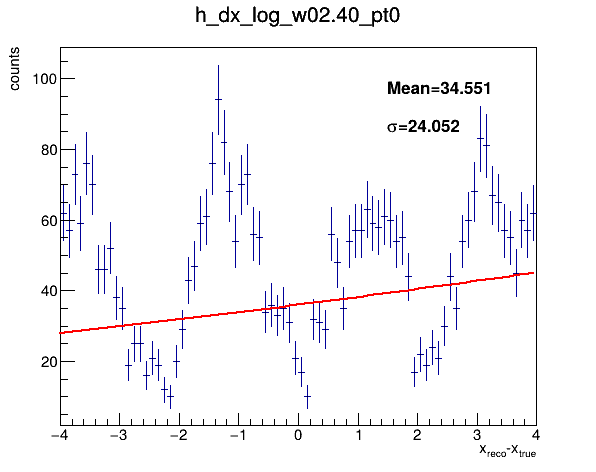 h_dx_log_w02.40_pt0
counts
Mean=34.551
σ=24.052
100
80
60
40
20
−4 −3 −2 −1 0 1 2 3 4
x_reco-x_true